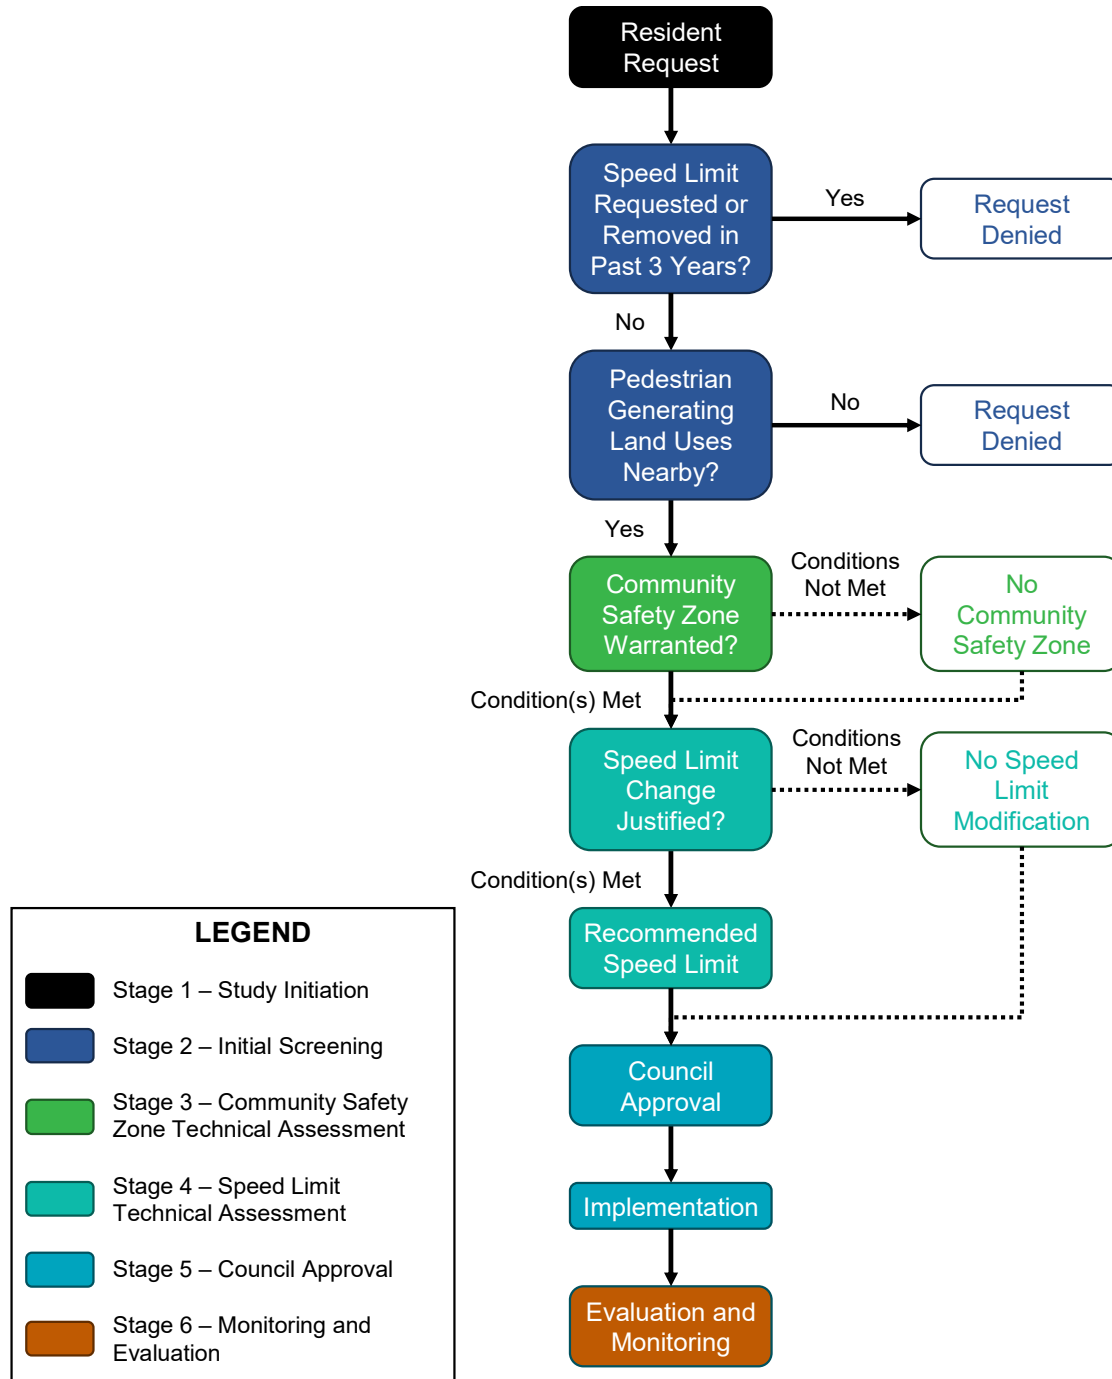 Resident
Request
Speed Limit
Requested or
Removed in
Past 3 Years?
Yes
Request
Denied
No
Pedestrian
Generating
Land Uses
Nearby?
No
Request
Denied
Yes
Community
Safety Zone
Warranted?
Conditions
Not Met
No
Community
Safety Zone
Condition(s) Met
Speed Limit
Change
Justified?
Conditions
Not Met
No Speed
Limit
Modification
Condition(s) Met
Recommended
Speed Limit
Council
Approval
Implementation
Evaluation and
Monitoring
LEGEND
Stage 1 – Study Initiation
Stage 2 – Initial Screening
Stage 3 – Community Safety
Zone Technical Assessment
Stage 4 – Speed Limit
Technical Assessment
Stage 5 – Council Approval
Stage 6 – Monitoring and
Evaluation